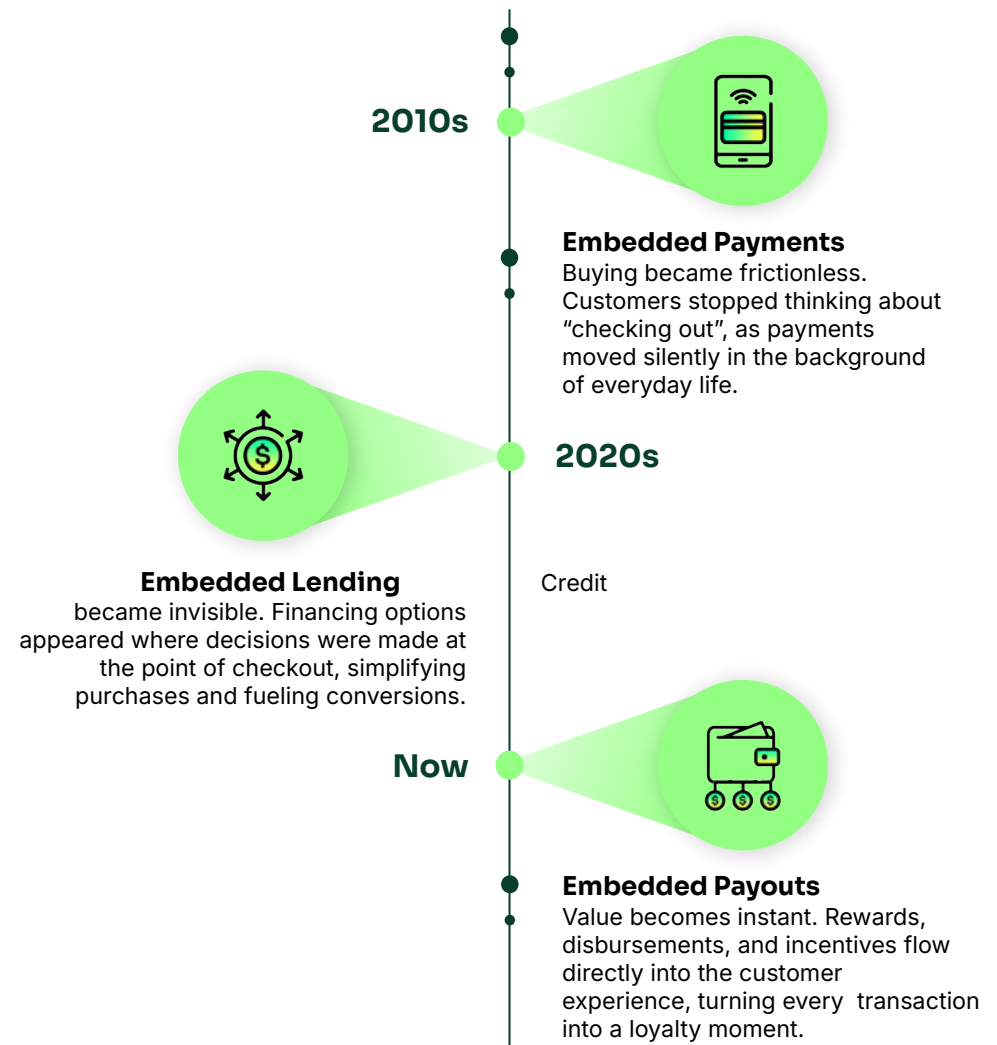 2010s
Embedded Payments
Buying became frictionless.
Customers stopped thinking about
“checking out”, as payments
moved silently in the background
of everyday life.
2020s
Embedded Lending
Credit
became invisible. Financing options
appeared where decisions were made at
the point of checkout, simplifying
purchases and fueling conversions.
Now
Embedded Payouts
Value becomes instant. Rewards,
disbursements, and incentives flow
directly into the customer
experience, turning every  transaction
into a loyalty moment.